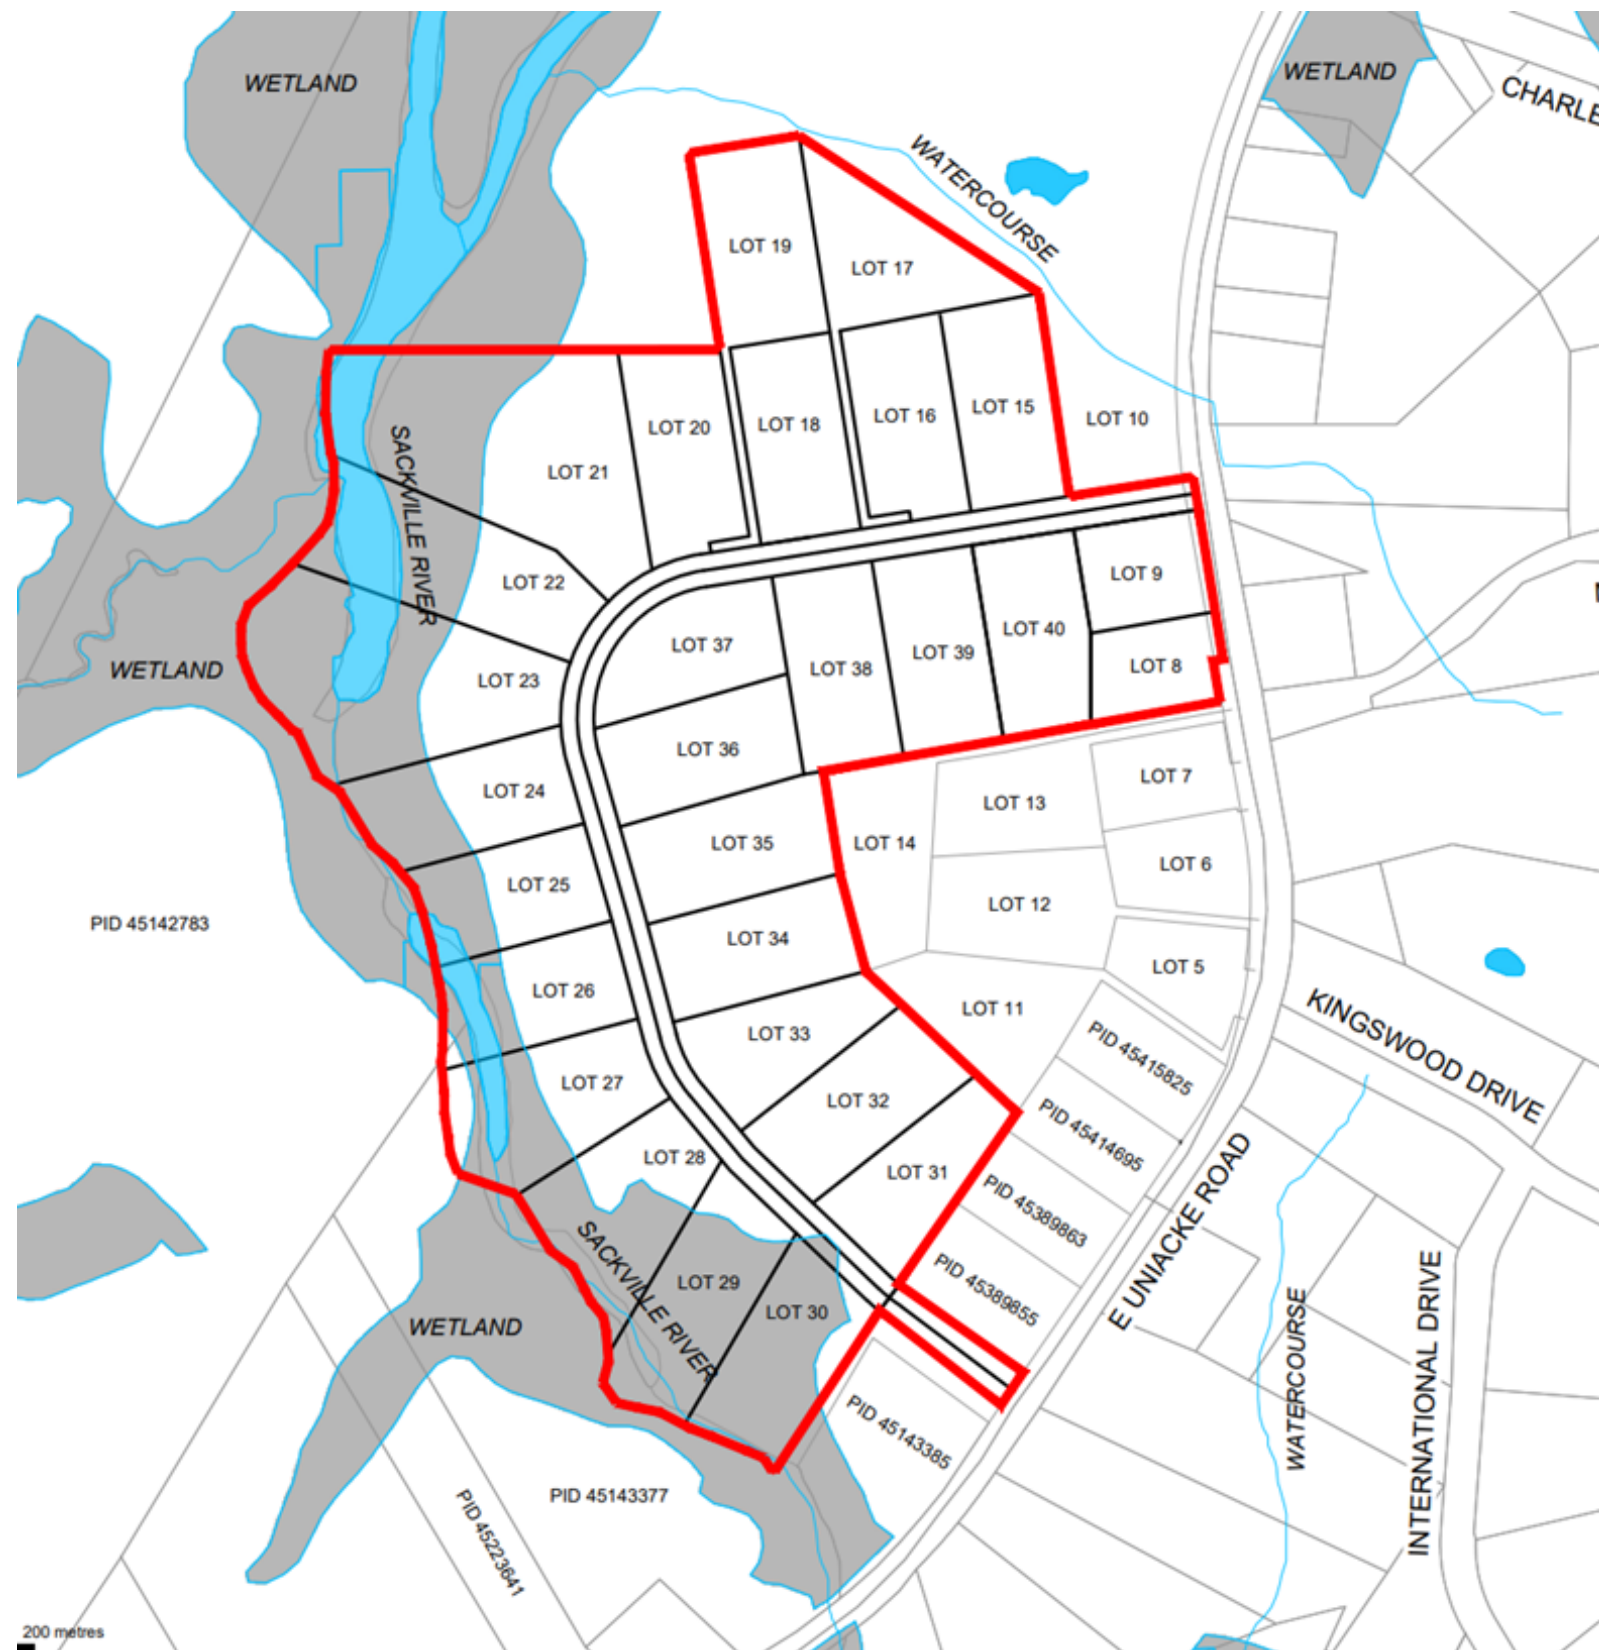 WETLAND
WETLAND
CHARLE
WATERCOURSE
LOT 19
LOT 17
LOT 10
LOT 15
LOT 16
LOT 18
LOT 20
LOT 21
SACKVILLE RIVER
LOT 22
LOT 9
LOT 40
LOT 37
LOT 39
LOT 38
LOT 8
WETLAND
LOT 23
LOT 36
LOT 7
LOT 24
LOT 13
LOT 35
LOT 14
LOT 6
LOT 25
LOT 12
PID 45142783
LOT 34
LOT 5
LOT 26
LOT 11
LOT 33
KINGSWOOD DRIVE
PID 45415825
LOT 27
LOT 32
PID 45414695
LOT 28
LOT 31
PID 45389863
E UNIACKE ROAD
SACKVILLE RIVER
LOT 29
PID 45389855
LOT 30
WETLAND
WATERCOURSE
INTERNATIONAL DRIVE
PID 45143385
PID 45143377
PID 45223641
200 metres